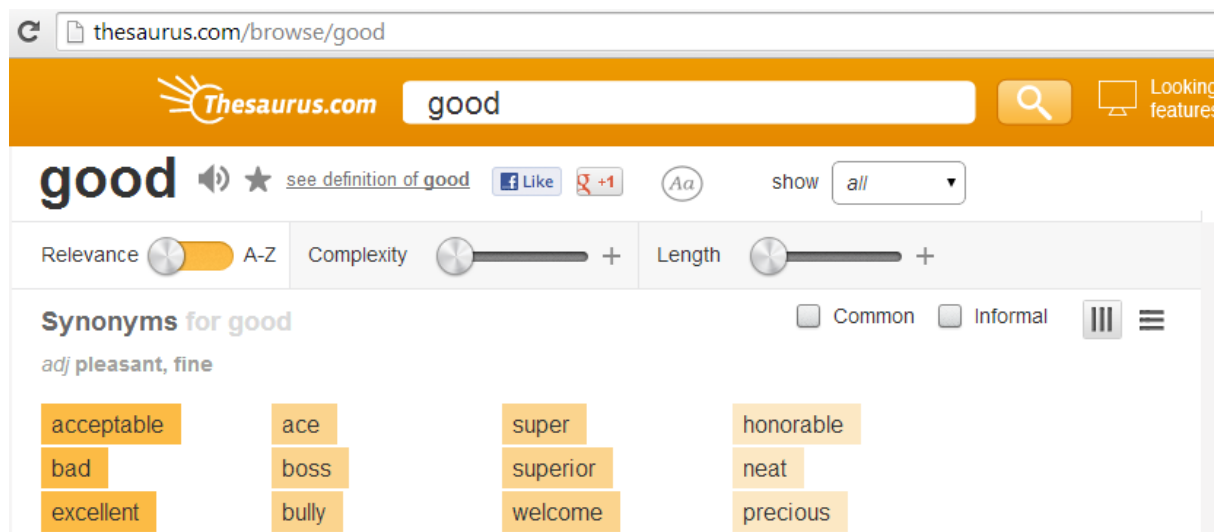 thesaurus.com/browse/good
Thesaurus.com good Looking
features
good see definition of good Like g +1 Aa show all
Relevance A-Z Complexity + Length +
Synonyms for good Common Informal
adj pleasant, fine
acceptable ace super honorable
bad boss superior neat
excellent bully welcome precious